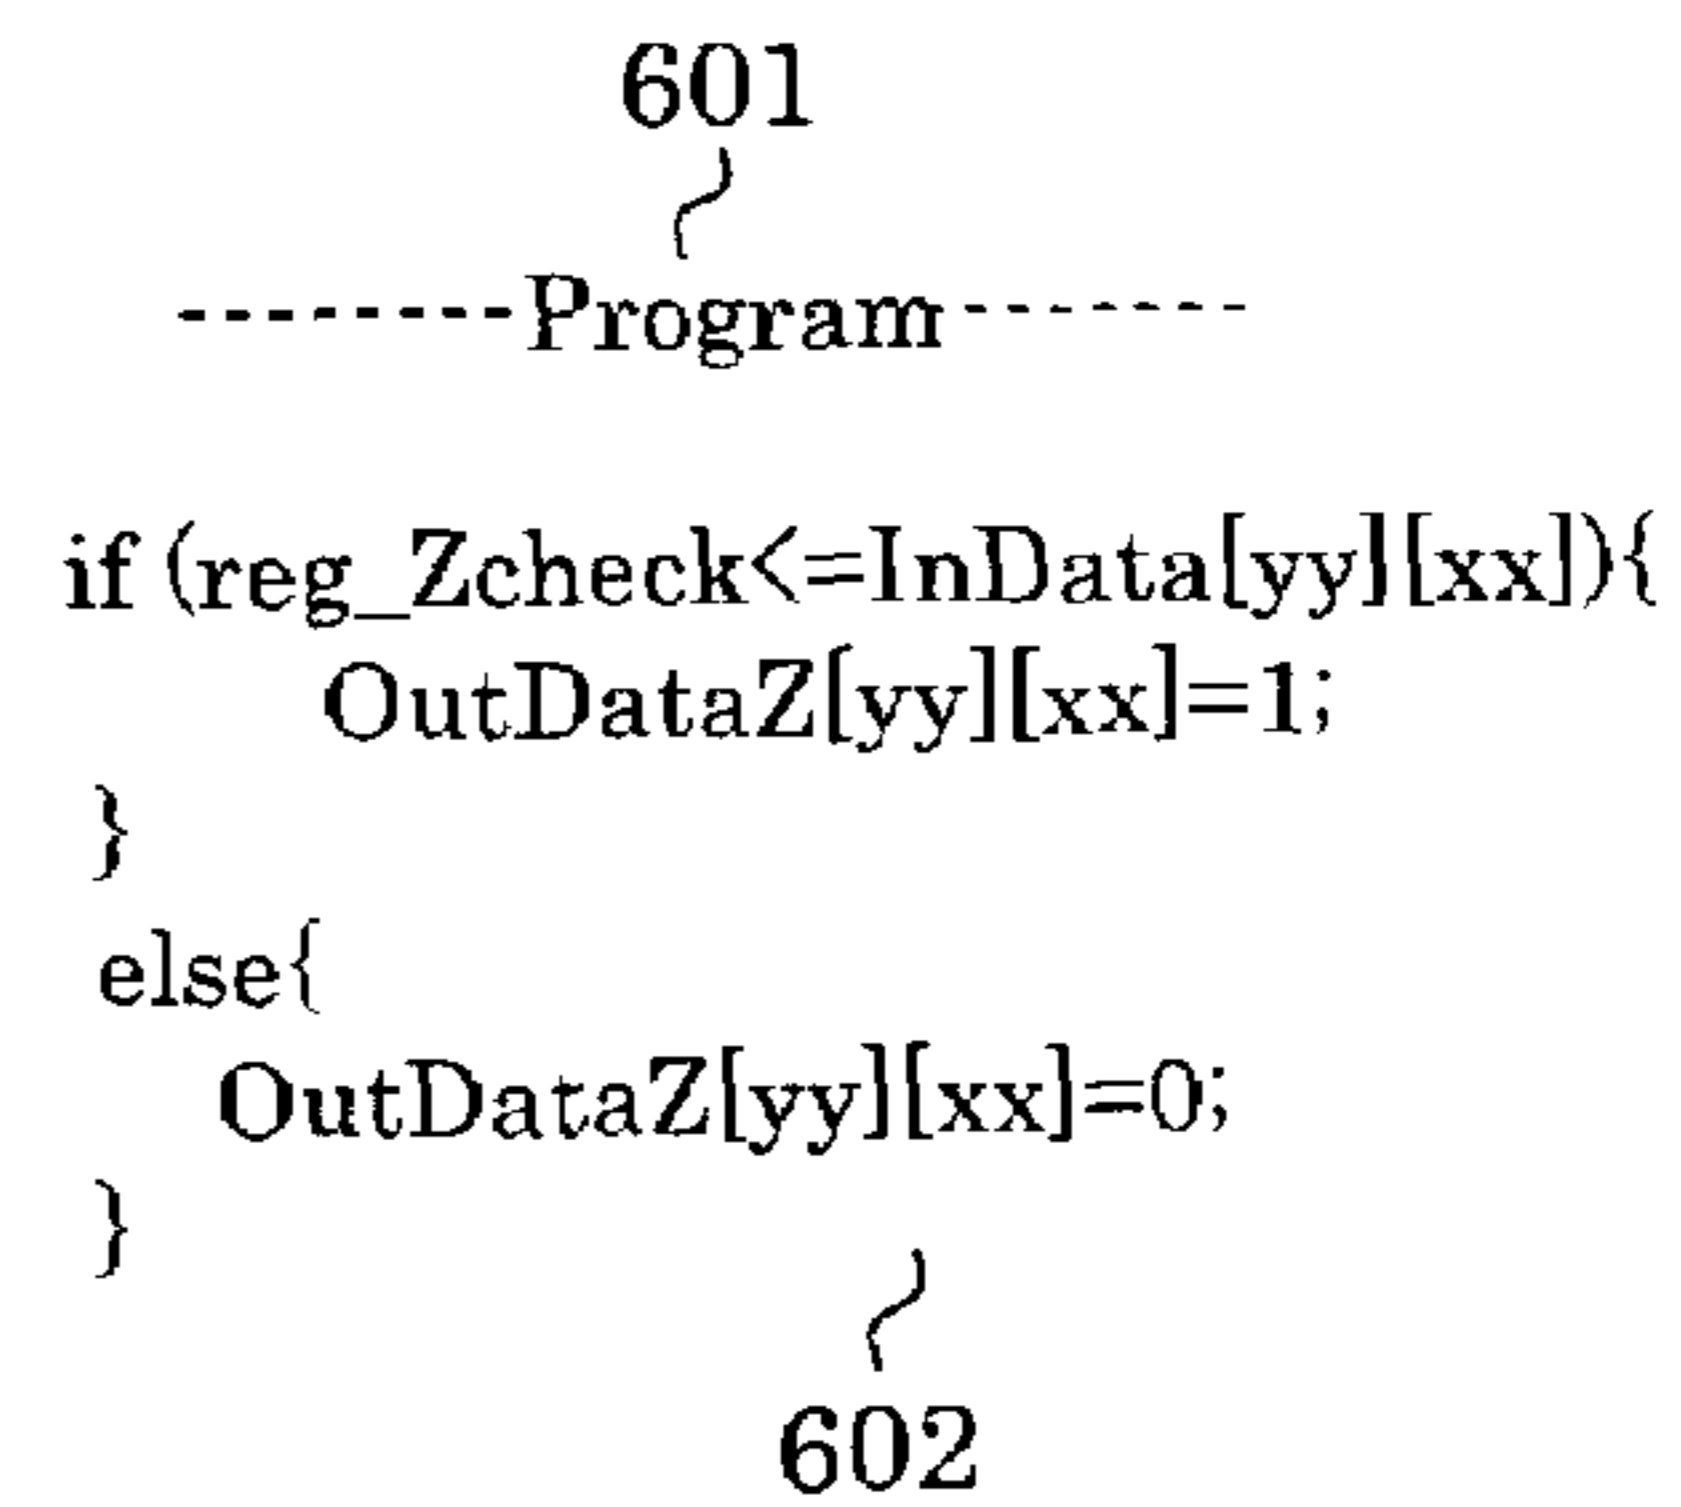 601
--------Program-------
if (reg_Zcheck<=InData[yy][xx]){
OutDataZ[yy][xx]=1;
}
else{
OutDataZ[yy][xx]=0;
}
602